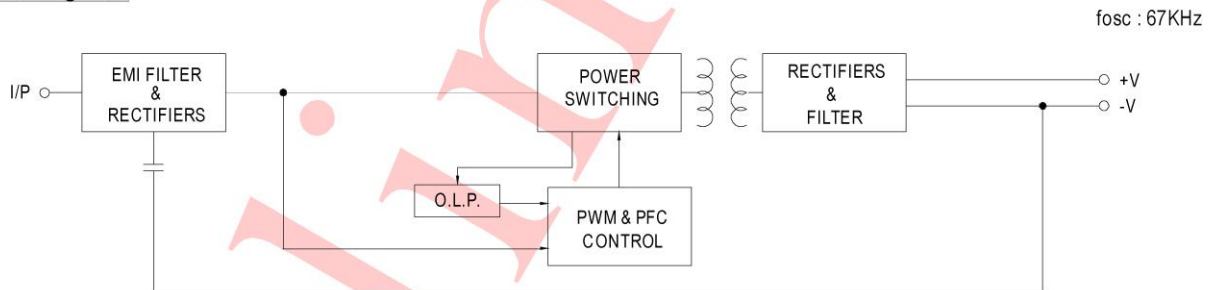 fosc : 67KHz
I/P
EMI FILTER
&
RECTIFIERS
POWER
SWITCHING
RECTIFIERS
&
FILTER
+V
-V
O.L.P.
PWM & PFC
CONTROL